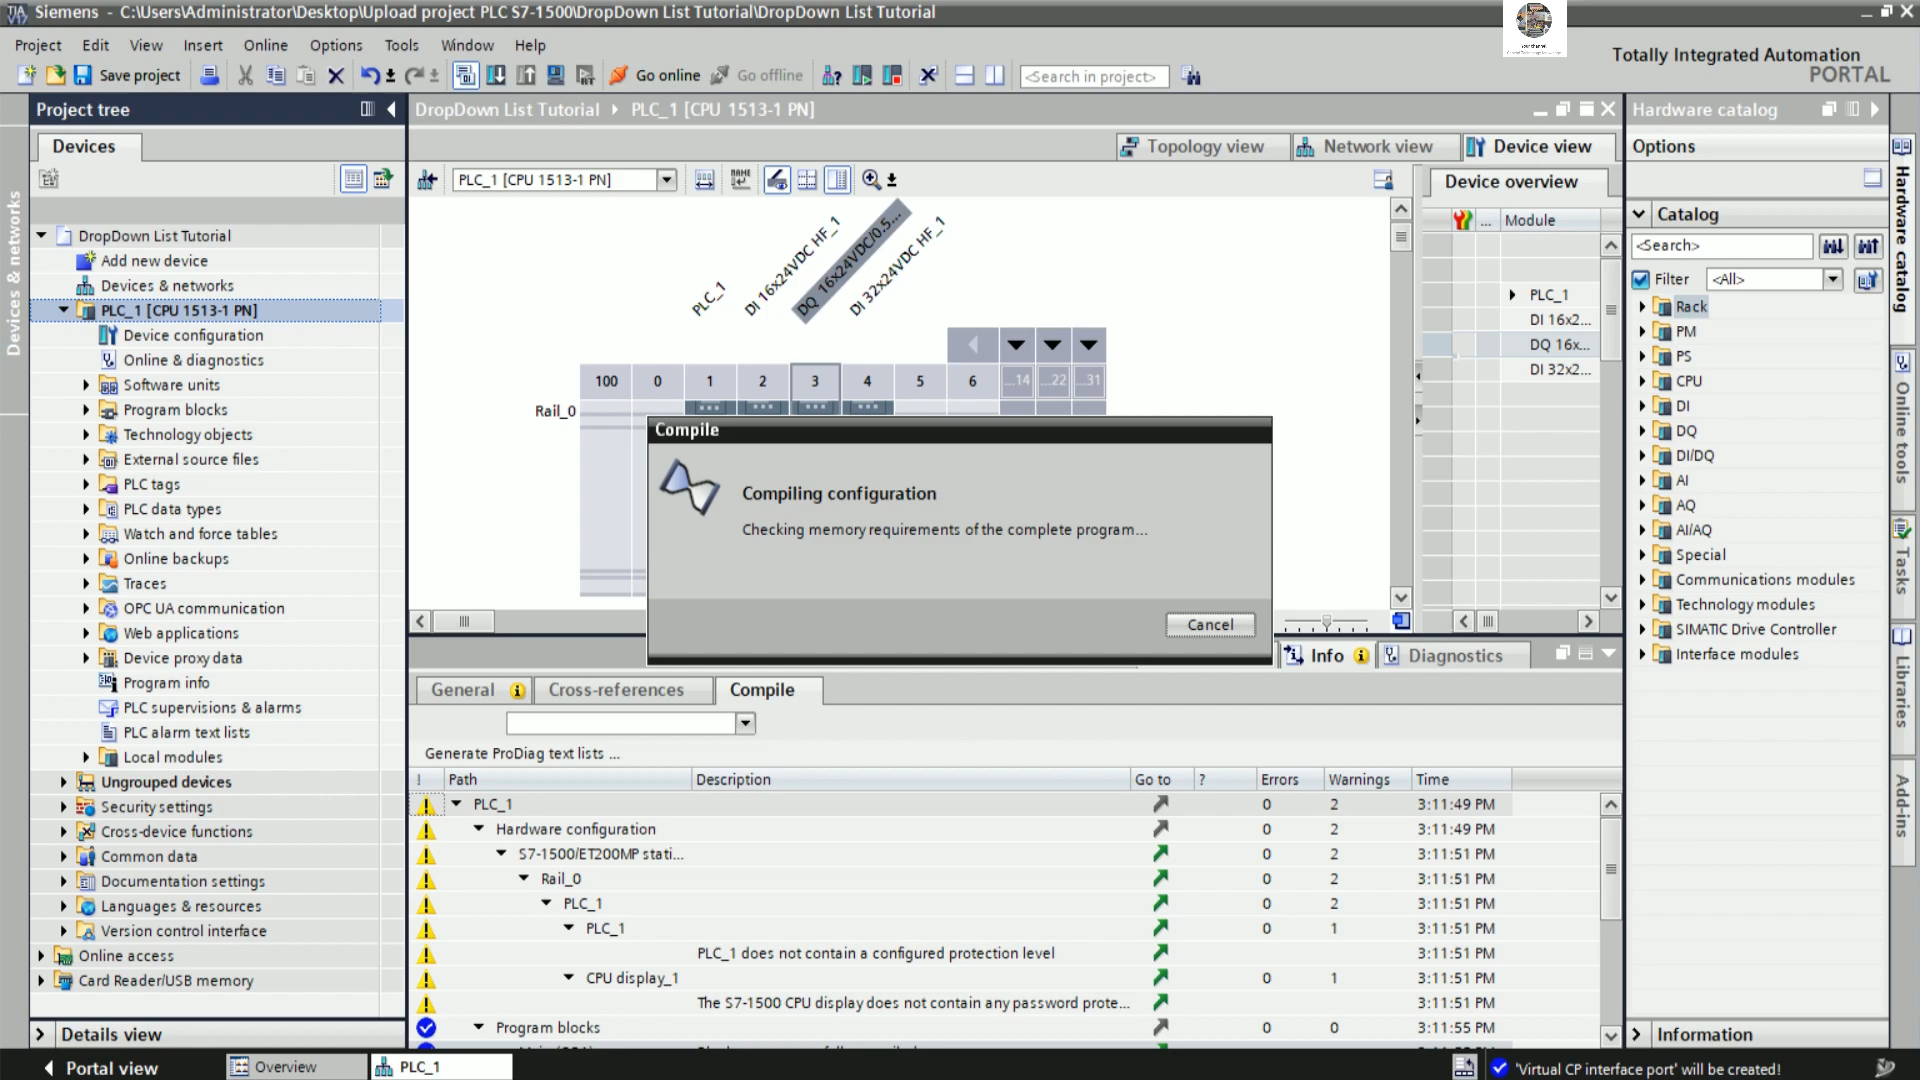 Siemens - C:\Users\Administrator\Desktop\Upload project PLC S7-1500\DropDown List Tutorial\DropDown List Tutorial
Project Edit View Insert Online Options Tools Window Help
Totally Integrated Automation
PORTAL
Save project
Go online
Go offline
<Search in project>
Project tree
DropDown List Tutorial
PLC_1 [CPU 1513-1 PN]
Hardware catalog
Devices
Topology view
Network view
Device view
Options
PLC_1 [CPU 1513-1 PN]
Device overview
Devices & networks
DropDown List Tutorial
Add new device
Devices & networks
PLC_1 [CPU 1513-1 PN]
Device configuration
Online & diagnostics
Software units
Program blocks
Technology objects
External source files
PLC tags
PLC data types
Watch and force tables
Online backups
Traces
OPC UA communication
Web applications
Device proxy data
Program info
PLC supervisions & alarms
PLC alarm text lists
Local modules
Ungrouped devices
Security settings
Cross-device functions
Common data
Documentation settings
Languages & resources
Version control interface
Online access
Card Reader/USB memory
Details view
PLC_1
DI 16x24VDC HF_1
DQ 16x24VDC/0.5...
DI 32x24VDC HF_1
100 0 1 2 3 4 5 6 ...14 ...22 ...31
Rail_0
... Module
PLC_1
DI 16x2...
DQ 16x...
DI 32x2...
Compile
Compiling configuration
Checking memory requirements of the complete program...
Cancel
Info
Diagnostics
General
Cross-references
Compile
Generate ProDiag text lists ...
! Path Description Go to ? Errors Warnings Time
PLC_1 0 2 3:11:49 PM
Hardware configuration 0 2 3:11:49 PM
S7-1500/ET200MP stati... 0 2 3:11:51 PM
Rail_0 0 2 3:11:51 PM
PLC_1 0 2 3:11:51 PM
PLC_1 0 1 3:11:51 PM
PLC_1 does not contain a configured protection level 3:11:51 PM
CPU display_1 0 1 3:11:51 PM
The S7-1500 CPU display does not contain any password prote... 3:11:51 PM
Program blocks 0 0 3:11:55 PM
Catalog
<Search>
Filter <All>
Rack
PM
PS
CPU
DI
DQ
DI/DQ
AI
AQ
AI/AQ
Special
Communications modules
Technology modules
SIMATIC Drive Controller
Interface modules
Information
Hardware catalog
Online tools
Tasks
Libraries
Add-ins
Portal view
Overview
PLC_1
'Virtual CP interface port' will be created!